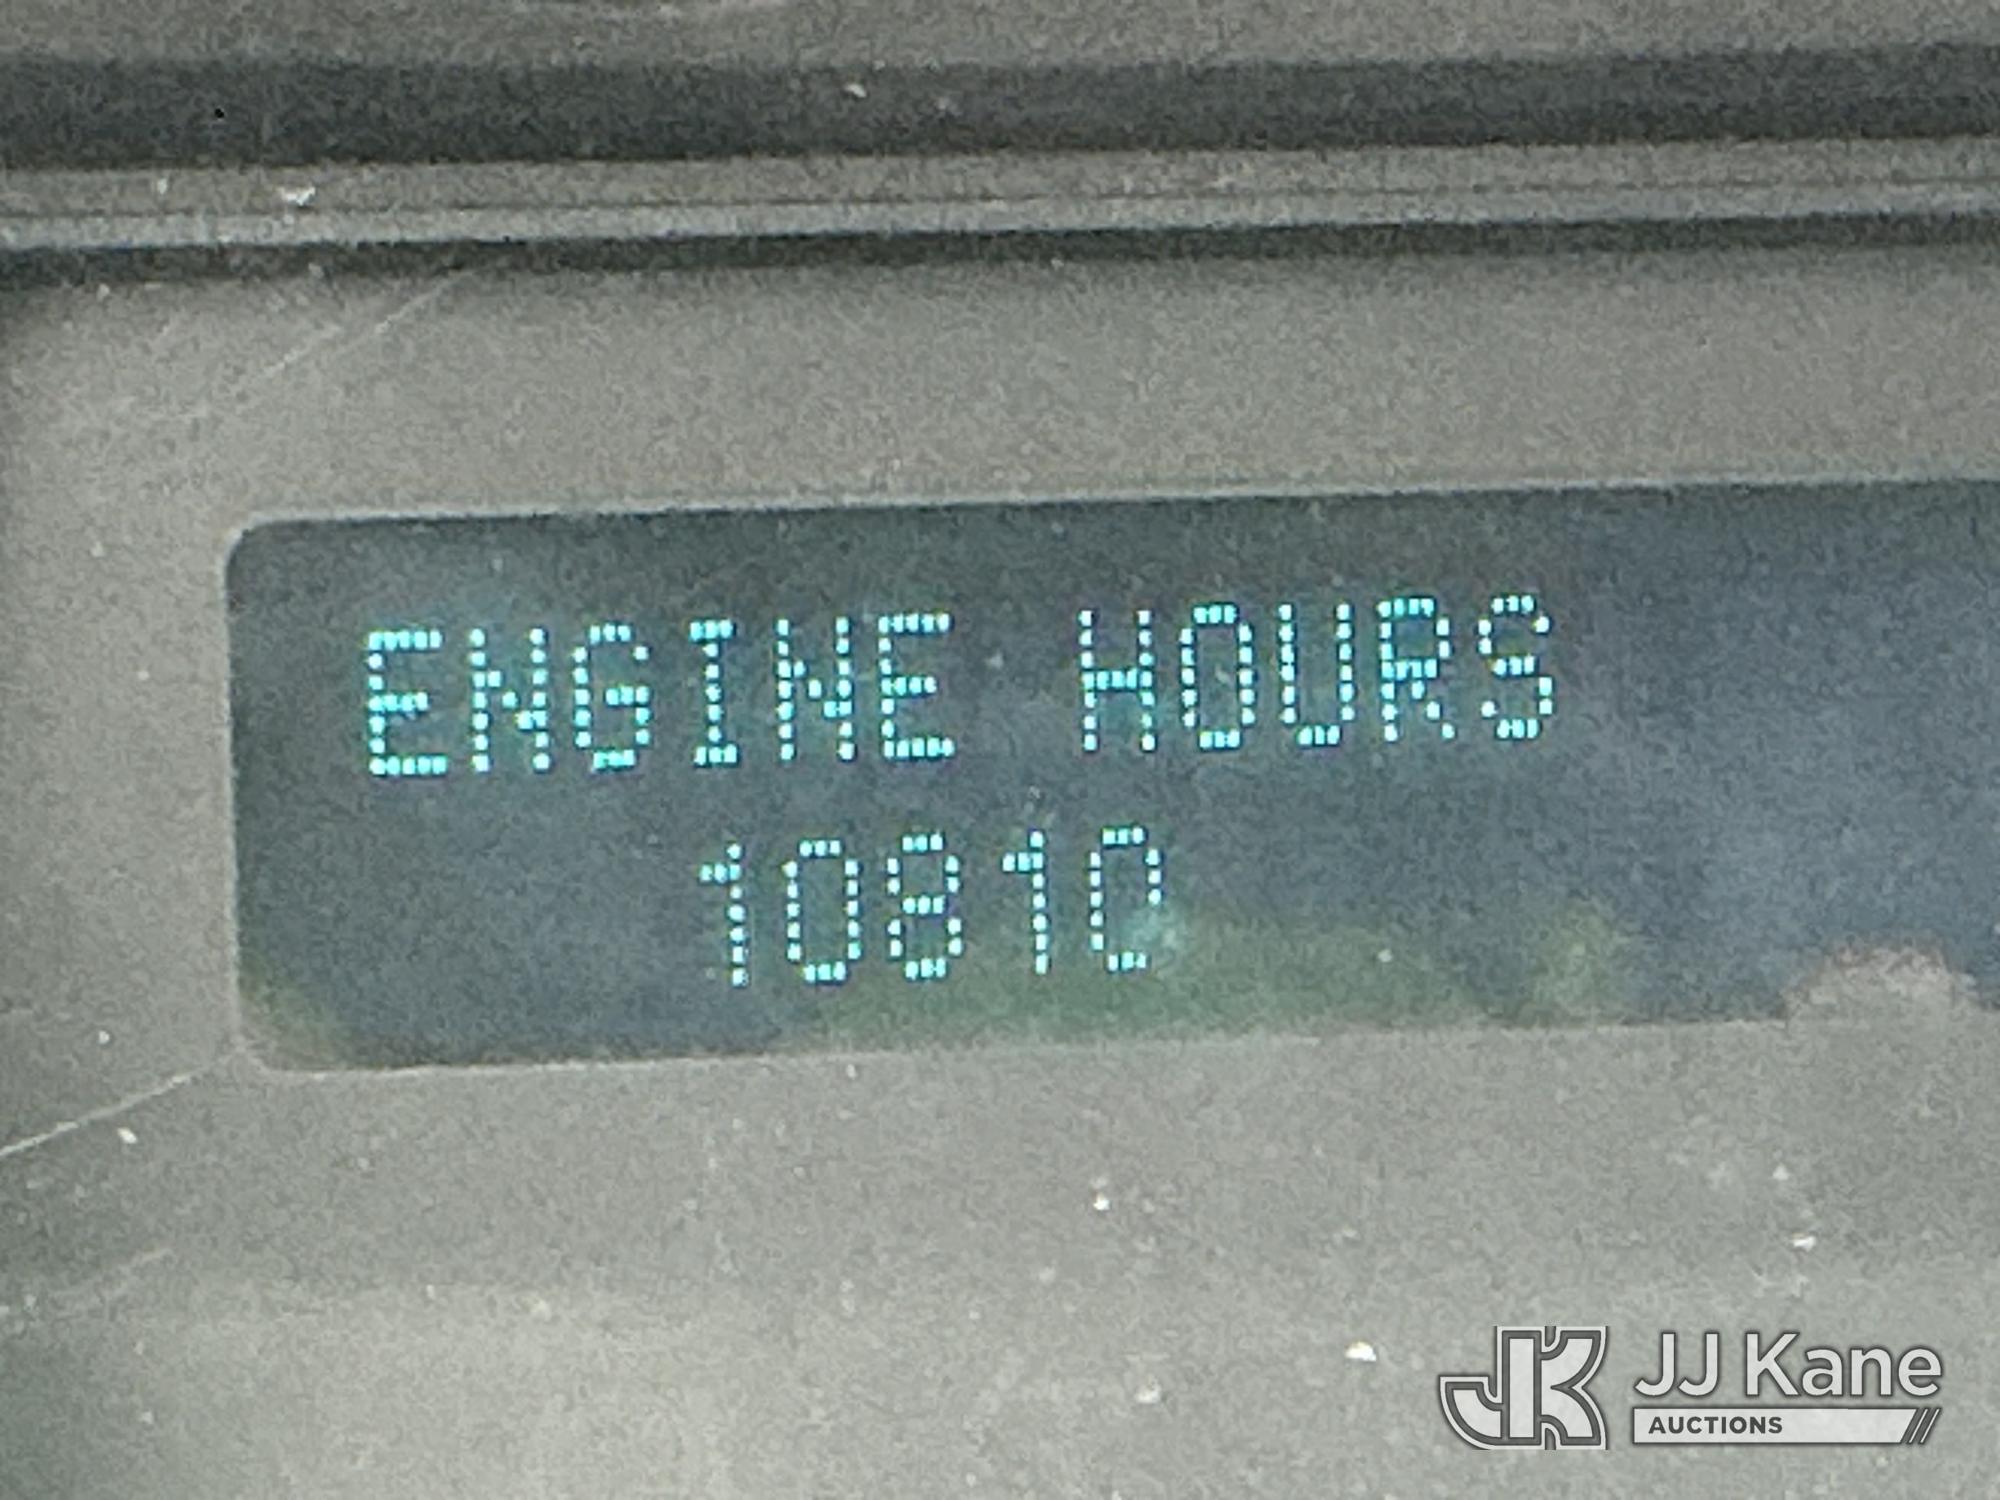 ENGINE HOURS
10810
JJ Kane
AUCTIONS